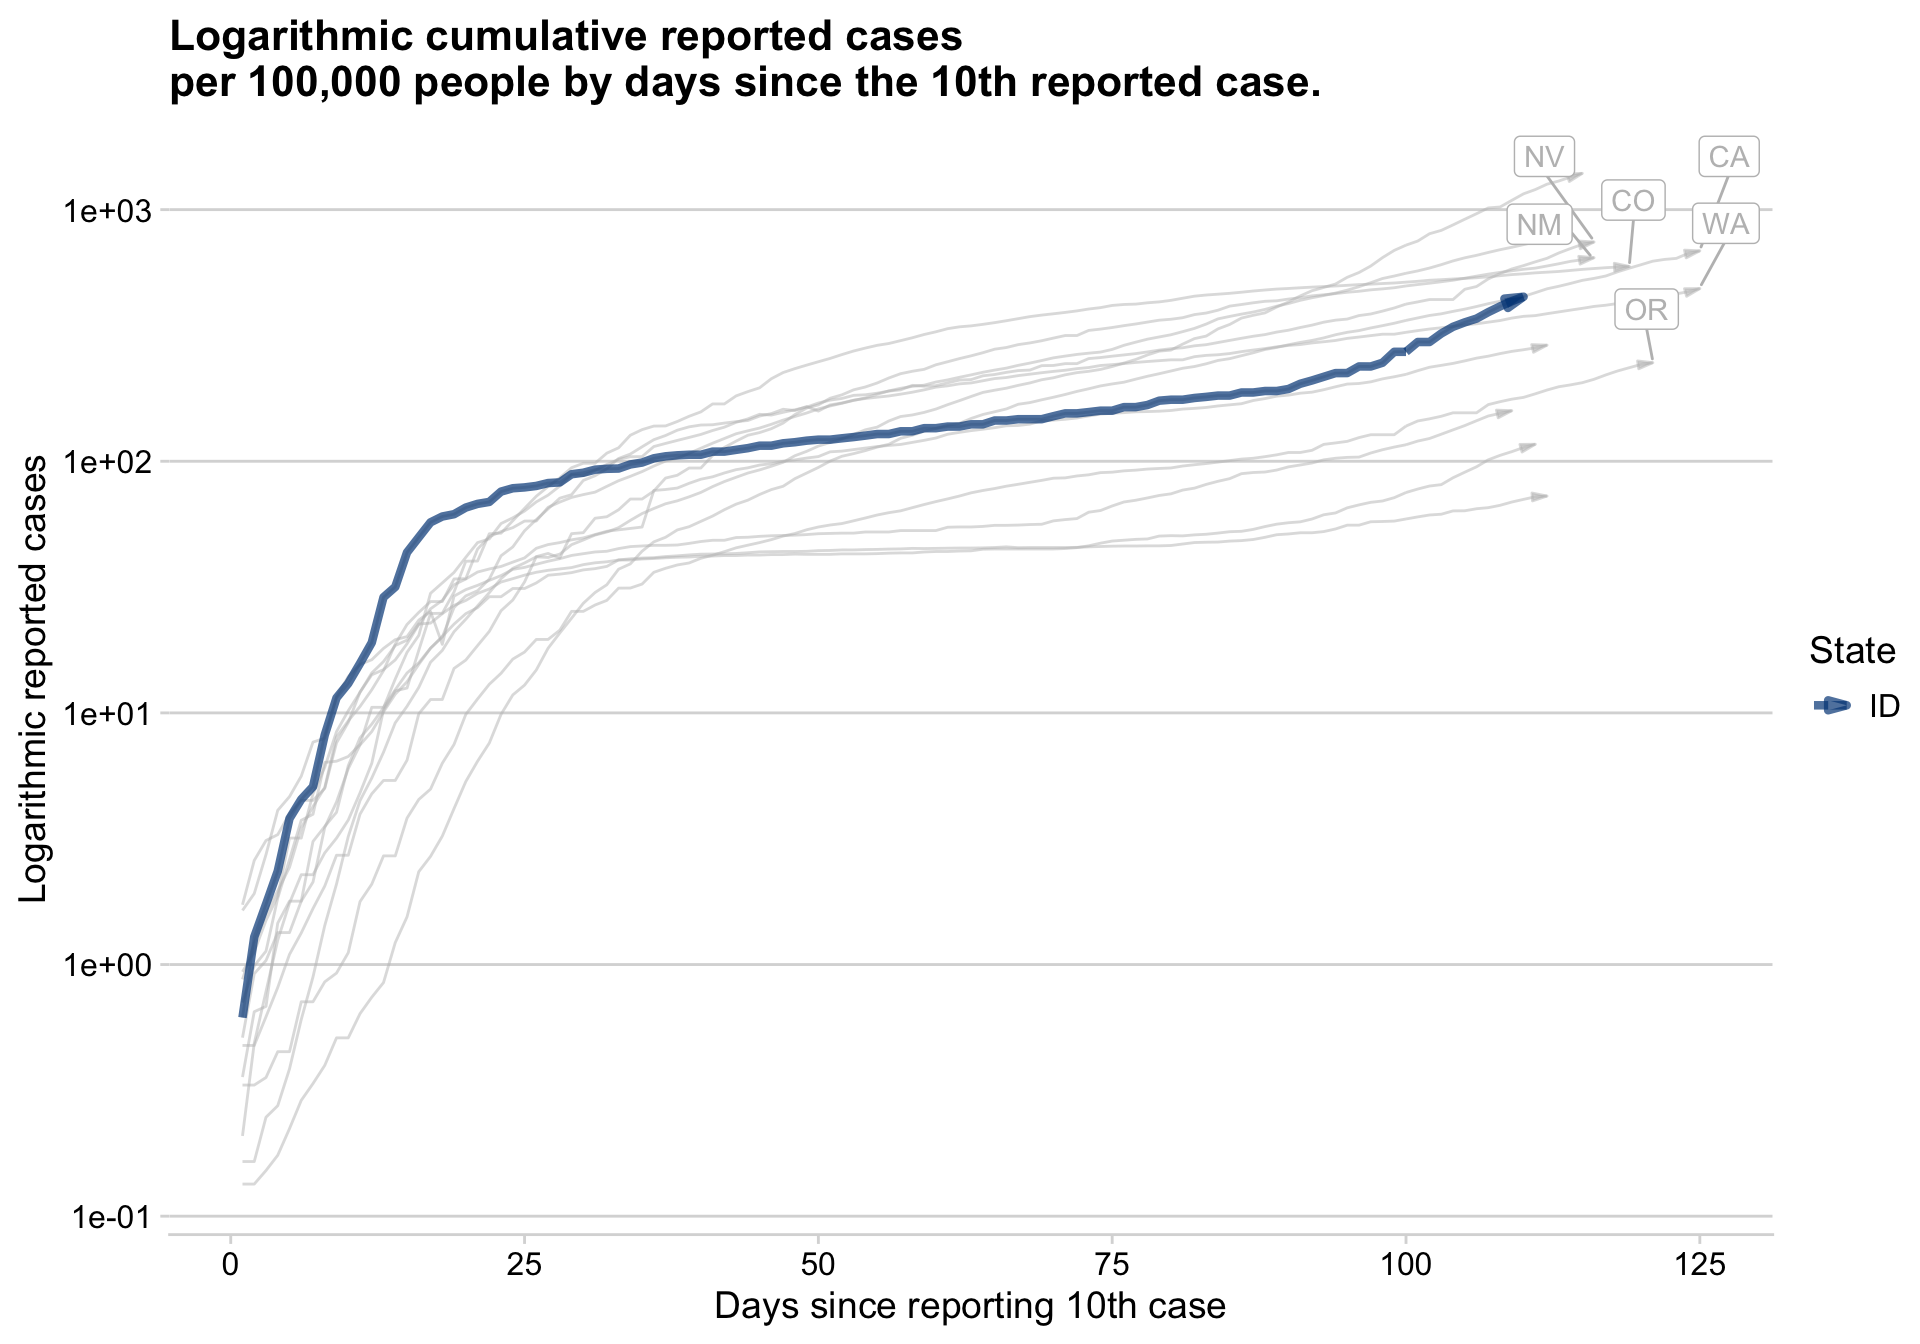 Logarithmic cumulative reported cases
per 100,000 people by days since the 10th reported case.
NV
CA
CO
NM
WA
OR
1e+03
1e+02
1e+01
1e+00
1e-01
Logarithmic reported cases
0
25
50
75
100
125
Days since reporting 10th case
State
ID